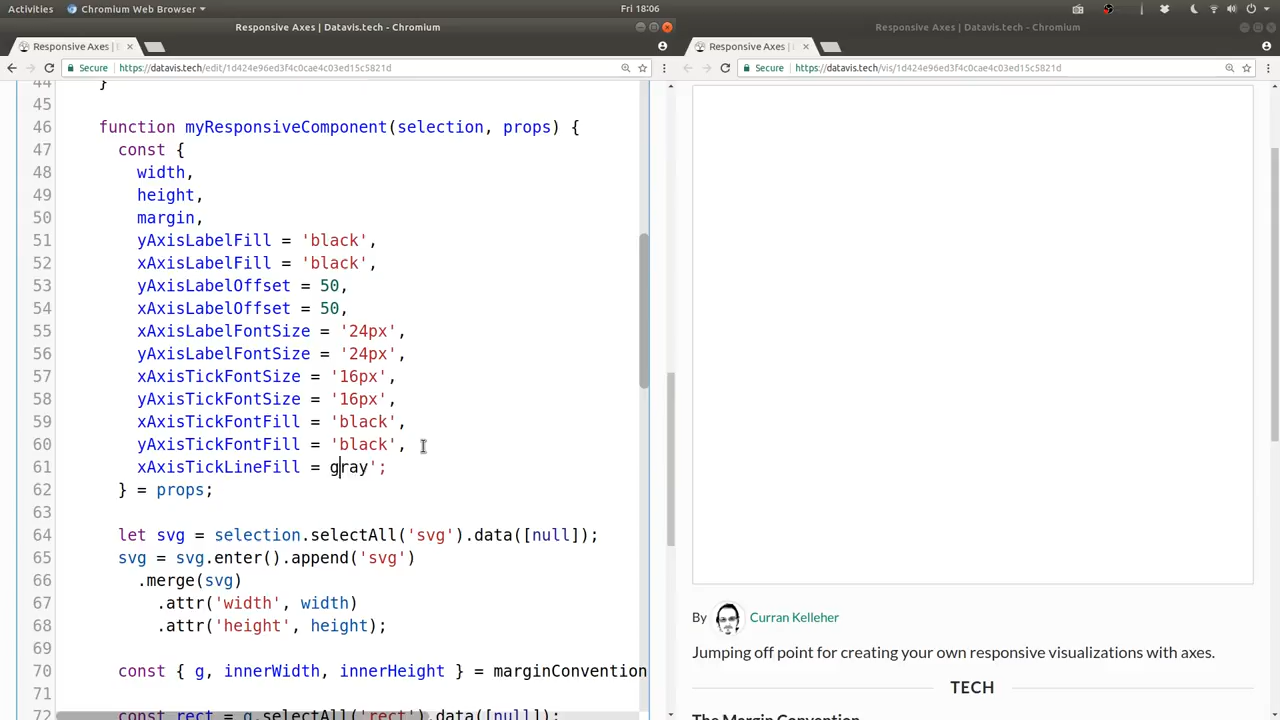 Activities Chromium Web Browser Fri 18:06
Responsive Axes | Datavis.tech - Chromium
Responsive Axes |
Secure https://datavis.tech/edit/1d424e96ed3f4c0cae4c03ed15c5821d
44 }
45
46 function myResponsiveComponent(selection, props) {
47 const {
48 width,
49 height,
50 margin,
51 yAxisLabelFill = 'black',
52 xAxisLabelFill = 'black',
53 yAxisLabelOffset = 50,
54 xAxisLabelOffset = 50,
55 xAxisLabelFontSize = '24px',
56 yAxisLabelFontSize = '24px',
57 xAxisTickFontSize = '16px',
58 yAxisTickFontSize = '16px',
59 xAxisTickFontFill = 'black',
60 yAxisTickFontFill = 'black',
61 xAxisTickLineFill = gray';
62 } = props;
63
64 let svg = selection.selectAll('svg').data([null]);
65 svg = svg.enter().append('svg')
66 .merge(svg)
67 .attr('width', width)
68 .attr('height', height);
69
70 const { g, innerWidth, innerHeight } = marginConvention
71
72 const rect = g.selectAll('rect').data([null]);
Responsive Axes | Datavis.tech - Chromium
Responsive Axes |
Secure https://datavis.tech/vis/1d424e96ed3f4c0cae4c03ed15c5821d
By Curran Kelleher
Jumping off point for creating your own responsive visualizations with axes.
TECH
The Margin Convention